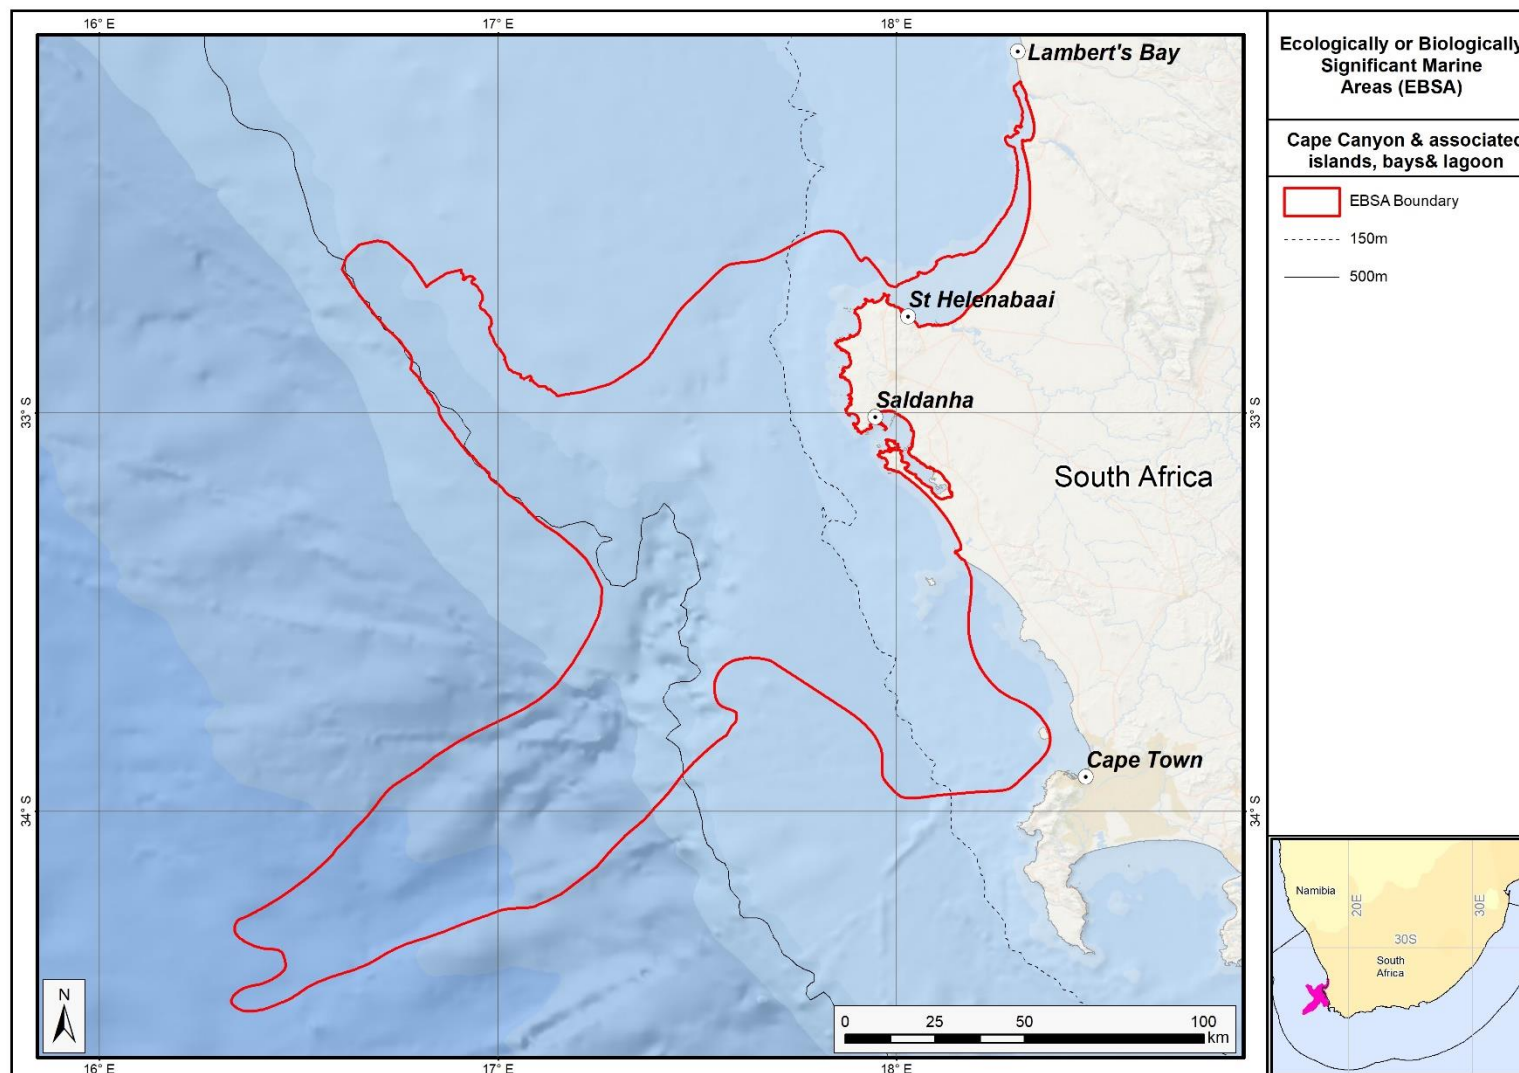 16° E
17° E
18° E
Lambert's Bay
St Helenabaai
33° S
33° S
Saldanha
South Africa
Cape Town
34° S
34° S
N
0 25 50 100
km
16° E
17° E
18° E
Ecologically or Biologically
Significant Marine
Areas (EBSA)
Cape Canyon & associated
islands, bays& lagoon
EBSA Boundary
150m
500m
Namibia
20E
30E
30S
South
Africa